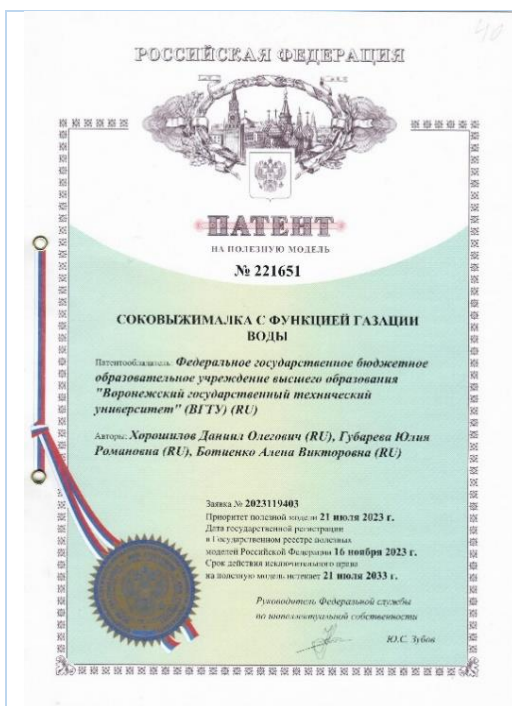 40
РОССИЙСКАЯ ФЕДЕРАЦИЯ
ПАТЕНТ
НА ПОЛЕЗНУЮ МОДЕЛЬ
№ 221651
СОКОВЫЖИМАЛКА С ФУНКЦИЕЙ ГАЗАЦИИ
ВОДЫ
Патентообладатель: Федеральное государственное бюджетное
образовательное учреждение высшего образования
"Воронежский государственный технический
университет" (ВГТУ) (RU)
Авторы: Хорошилов Даниил Олегович (RU), Губарева Юлия
Романовна (RU), Ботиенко Алена Викторовна (RU)
Заявка № 2023119403
Приоритет полезной модели 21 июля 2023 г.
Дата государственной регистрации
в Государственном реестре полезных
моделей Российской Федерации 16 ноября 2023 г.
Срок действия исключительного права
на полезную модель истекает 21 июля 2033 г.
Руководитель Федеральной службы
по интеллектуальной собственности
Ю.С. Зубов